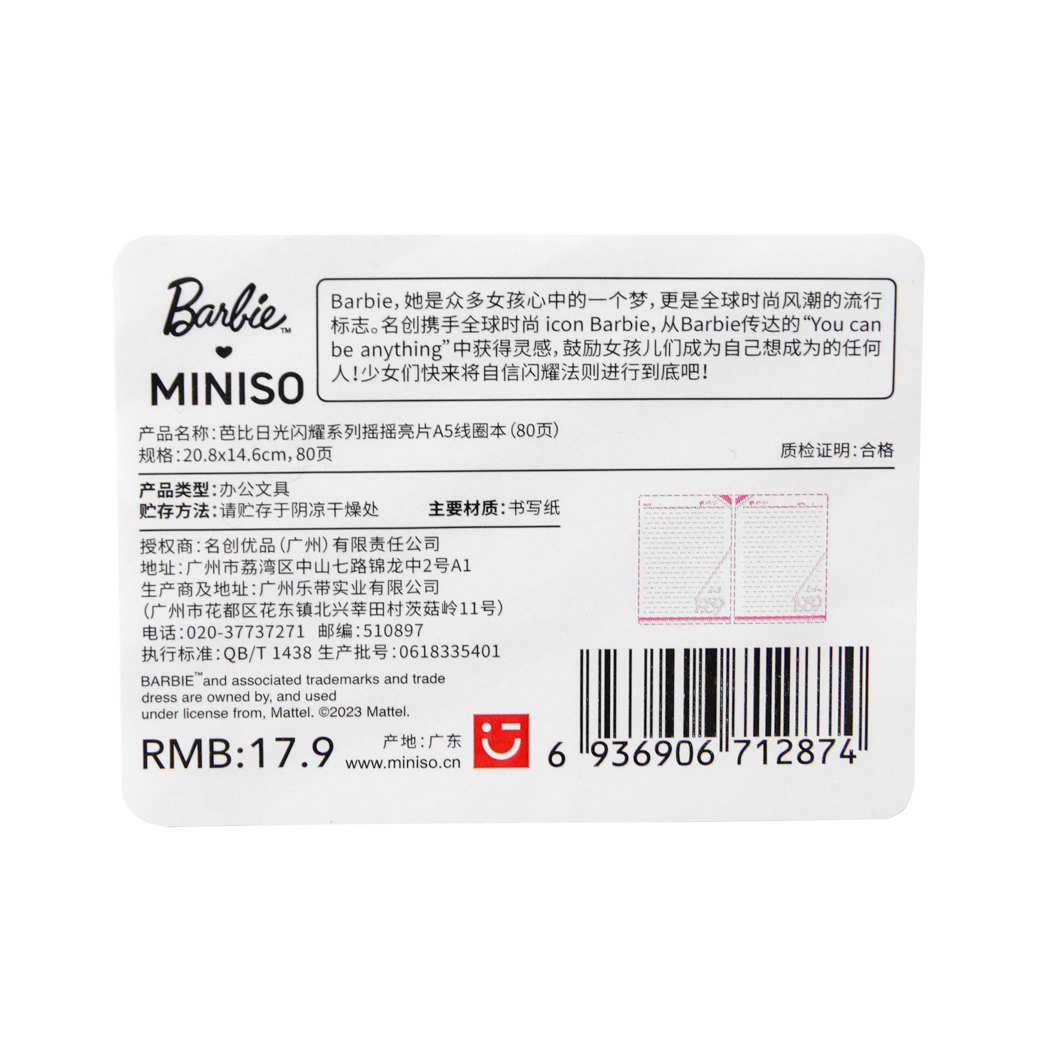 Barbie™
MINISO
Barbie, 她是众多女孩心中的一个梦, 更是全球时尚风潮的流行
标志。名创携手全球时尚 icon Barbie, 从Barbie传达的“You can
be anything”中获得灵感, 鼓励女孩儿们成为自己想成为的任何
人!少女们快来将自信闪耀法则进行到底吧!
产品名称:芭比日光闪耀系列摇摇亮片A5线圈本(80页)
规格:20.8x14.6cm, 80页
质检证明:合格
产品类型:办公文具
贮存方法:请贮存于阴凉干燥处 主要材质:书写纸
授权商:名创优品(广州)有限责任公司
地址:广州市荔湾区中山七路锦龙中2号A1
生产商及地址:广州乐带实业有限公司
(广州市花都区花东镇北兴莘田村茨菇岭11号)
电话:020-37737271 邮编:510897
执行标准:QB/T 1438 生产批号:0618335401
BARBIE™and associated trademarks and trade
dress are owned by, and used
under license from, Mattel. ©2023 Mattel.
RMB:17.9
产地:广东
www.miniso.cn
6 936906 712874